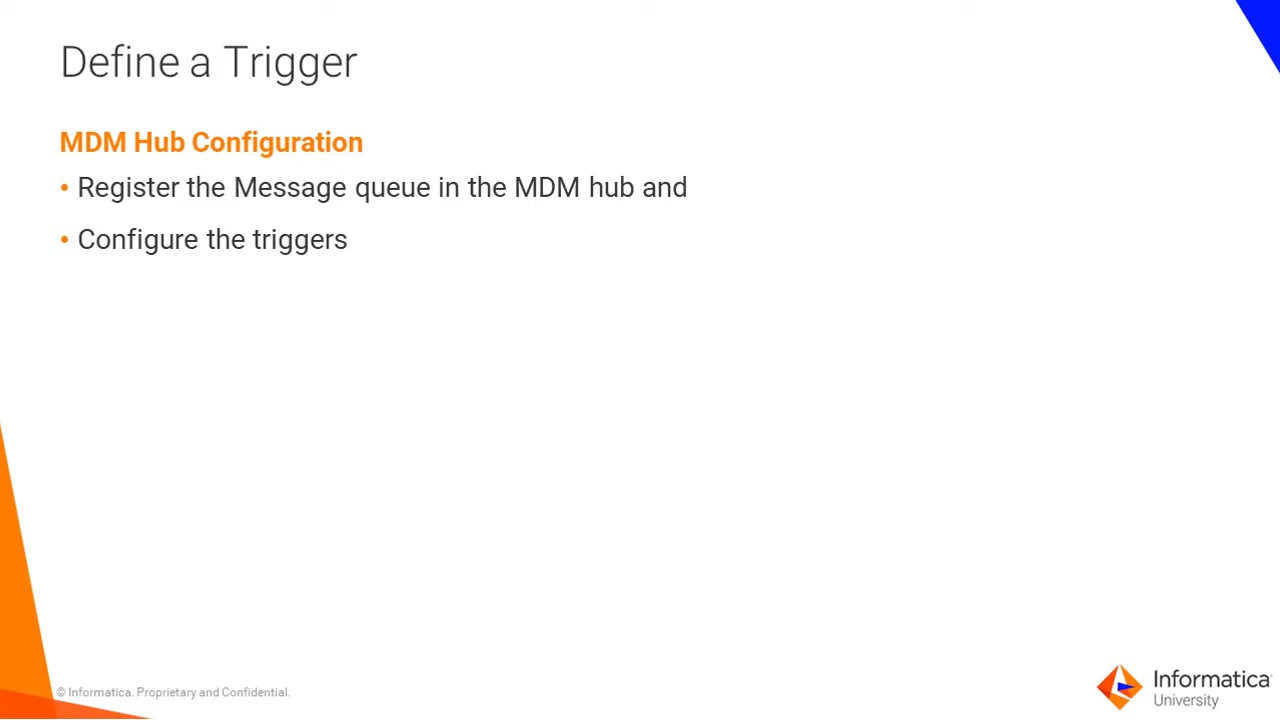 Define a Trigger
MDM Hub Configuration
• Register the Message queue in the MDM hub and
• Configure the triggers
© Informatica. Proprietary and Confidential.
Informatica
University